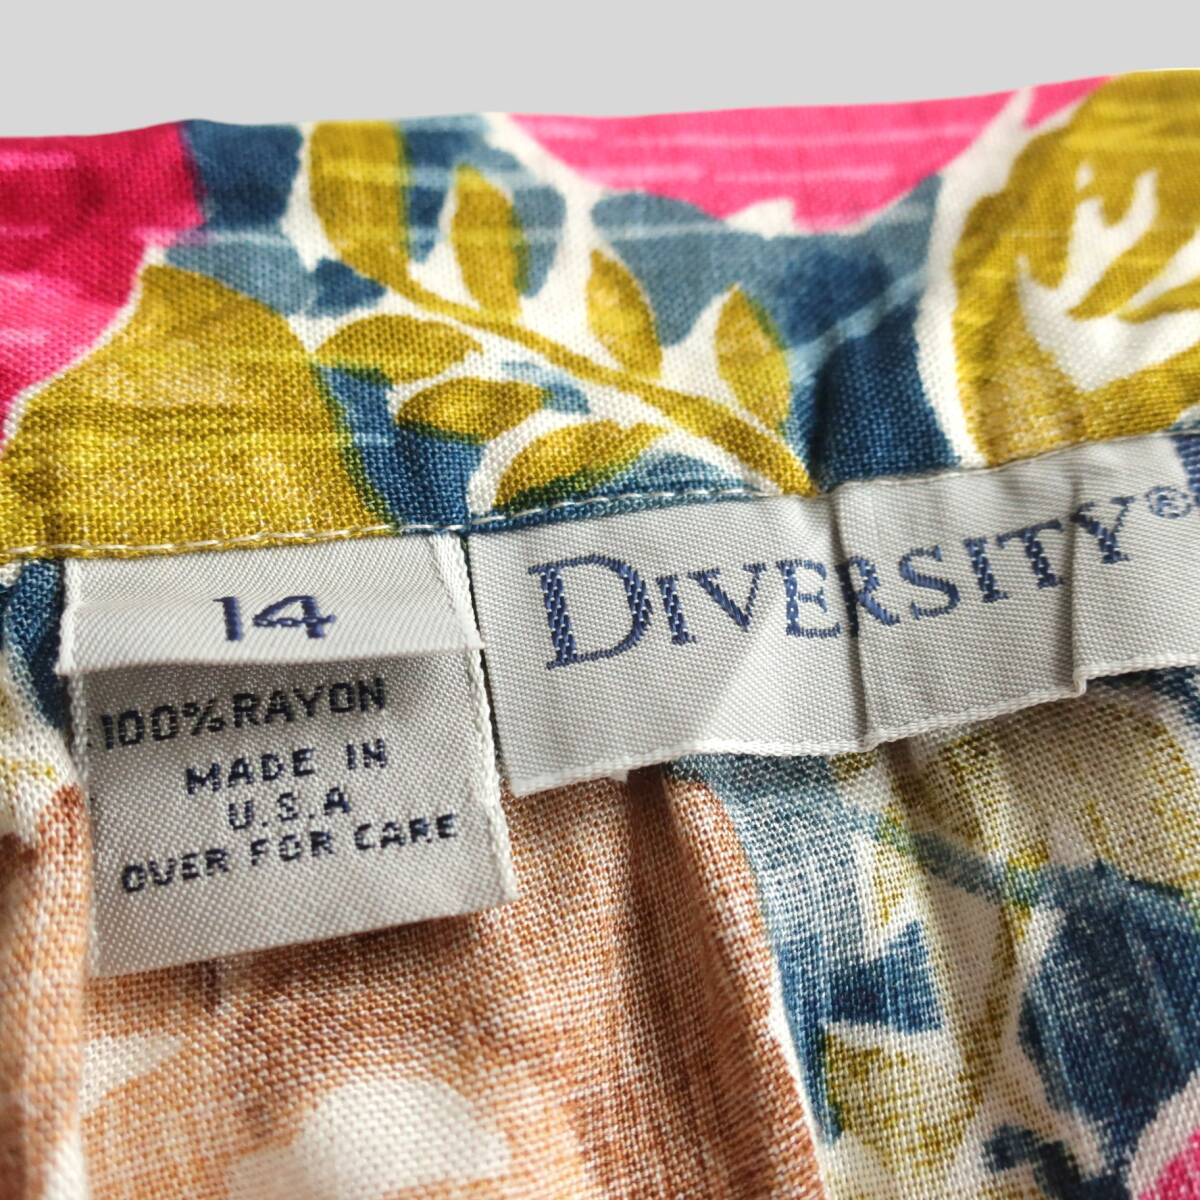 14
100% RAYON
MADE IN
U.S.A
OVER FOR CARE
DIVERSITY®